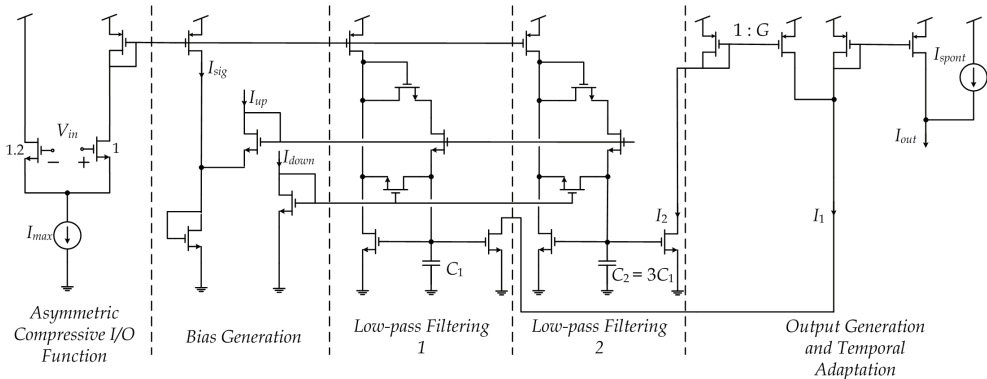 1 : G
I_spont
I_sig
I_up
V_in
1.2
− +
1
I_down
I_out
I_max
I_2
I_1
C_1
C_2 = 3C_1
Asymmetric
Compressive I/O
Function
Bias Generation
Low-pass Filtering
1
Low-pass Filtering
2
Output Generation
and Temporal
Adaptation